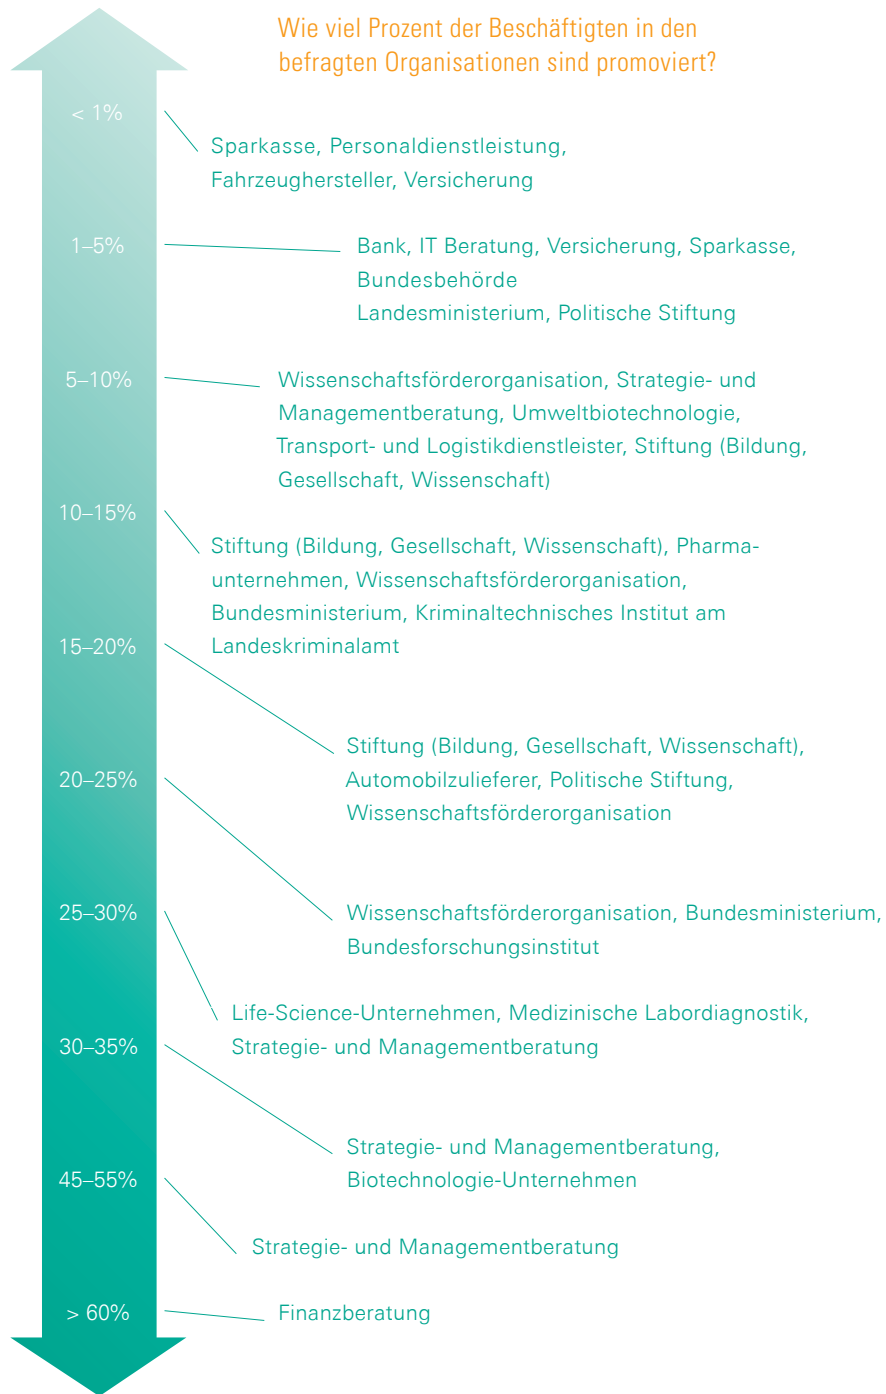 Wie viel Prozent der Beschäftigten in den
befragten Organisationen sind promoviert?
< 1%
Sparkasse, Personaldienstleistung,
Fahrzeughersteller, Versicherung
1–5%
Bank, IT Beratung, Versicherung, Sparkasse,
Bundesbehörde
Landesministerium, Politische Stiftung
5–10%
Wissenschaftsförderorganisation, Strategie- und
Managementberatung, Umweltbiotechnologie,
Transport- und Logistikdienstleister, Stiftung (Bildung,
Gesellschaft, Wissenschaft)
10–15%
Stiftung (Bildung, Gesellschaft, Wissenschaft), Pharma-
unternehmen, Wissenschaftsförderorganisation,
Bundesministerium, Kriminaltechnisches Institut am
Landeskriminalamt
15–20%
Stiftung (Bildung, Gesellschaft, Wissenschaft),
Automobilzulieferer, Politische Stiftung,
Wissenschaftsförderorganisation
20–25%
Wissenschaftsförderorganisation, Bundesministerium,
Bundesforschungsinstitut
25–30%
Life-Science-Unternehmen, Medizinische Labordiagnostik,
Strategie- und Managementberatung
30–35%
Strategie- und Managementberatung,
Biotechnologie-Unternehmen
45–55%
Strategie- und Managementberatung
> 60%
Finanzberatung